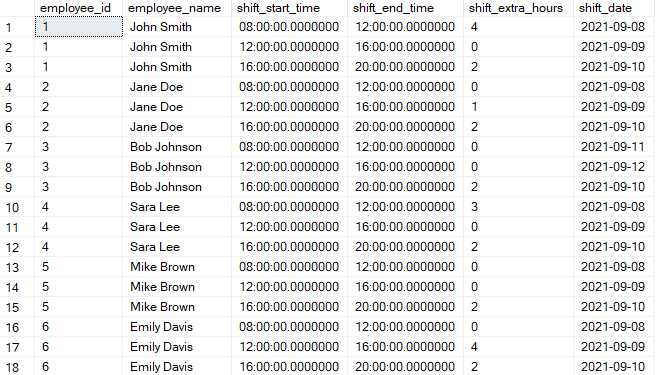 employee_id employee_name shift_start_time shift_end_time shift_extra_hours shift_date
1 1 John Smith 08:00:00.0000000 12:00:00.0000000 4 2021-09-08
2 1 John Smith 12:00:00.0000000 16:00:00.0000000 0 2021-09-09
3 1 John Smith 16:00:00.0000000 20:00:00.0000000 2 2021-09-10
4 2 Jane Doe 08:00:00.0000000 12:00:00.0000000 0 2021-09-08
5 2 Jane Doe 12:00:00.0000000 16:00:00.0000000 1 2021-09-09
6 2 Jane Doe 16:00:00.0000000 20:00:00.0000000 2 2021-09-10
7 3 Bob Johnson 08:00:00.0000000 12:00:00.0000000 0 2021-09-11
8 3 Bob Johnson 12:00:00.0000000 16:00:00.0000000 0 2021-09-12
9 3 Bob Johnson 16:00:00.0000000 20:00:00.0000000 2 2021-09-10
10 4 Sara Lee 08:00:00.0000000 12:00:00.0000000 3 2021-09-08
11 4 Sara Lee 12:00:00.0000000 16:00:00.0000000 0 2021-09-09
12 4 Sara Lee 16:00:00.0000000 20:00:00.0000000 2 2021-09-10
13 5 Mike Brown 08:00:00.0000000 12:00:00.0000000 0 2021-09-08
14 5 Mike Brown 12:00:00.0000000 16:00:00.0000000 0 2021-09-09
15 5 Mike Brown 16:00:00.0000000 20:00:00.0000000 2 2021-09-10
16 6 Emily Davis 08:00:00.0000000 12:00:00.0000000 0 2021-09-08
17 6 Emily Davis 12:00:00.0000000 16:00:00.0000000 4 2021-09-09
18 6 Emily Davis 16:00:00.0000000 20:00:00.0000000 2 2021-09-10